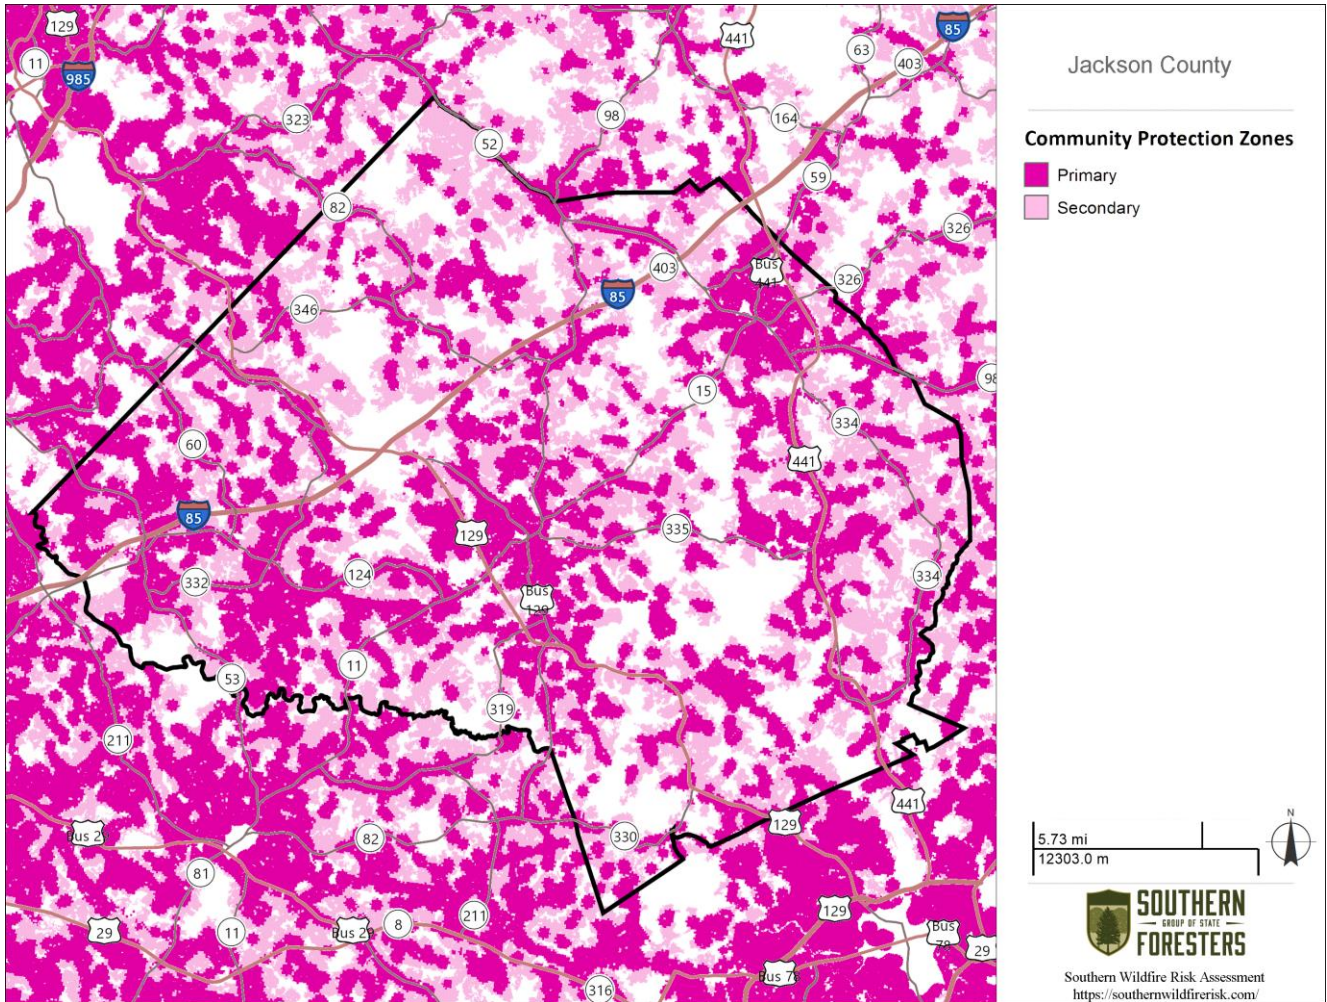 129
441
85
63
11
985
403
323
98
164
52
59
82
326
Bus
441
326
403
85
346
98
15
334
60
441
85
129
335
124
332
334
Bus
129
11
53
319
211
441
129
330
82
Bus 2
81
129
211
8
29
11
Bus 29
Bus
78
29
Bus 78
316
Jackson County
Community Protection Zones
Primary
Secondary
5.73 mi
12303.0 m
N
SOUTHERN
GROUP OF STATE
FORESTERS
Southern Wildfire Risk Assessment
https://southernwildfirerisk.com/